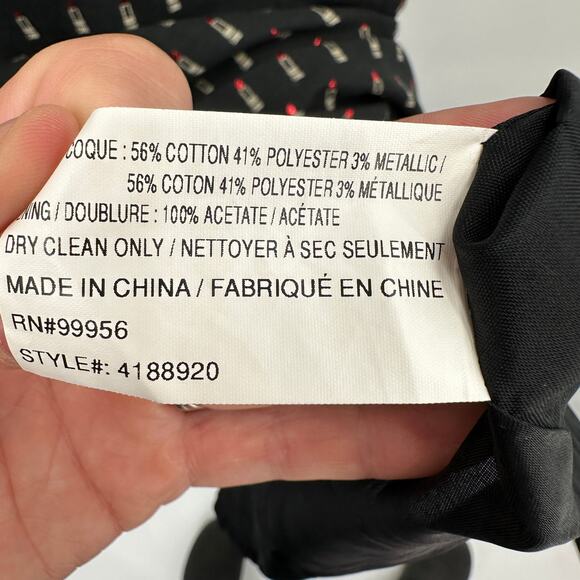 COQUE : 56% COTTON 41% POLYESTER 3% METALLIC /
56% COTON 41% POLYESTER 3% MÉTALLIQUE
NING / DOUBLURE : 100% ACETATE / ACÉTATE
DRY CLEAN ONLY / NETTOYER À SEC SEULEMENT
MADE IN CHINA / FABRIQUÉ EN CHINE
RN#99956
STYLE#: 4188920